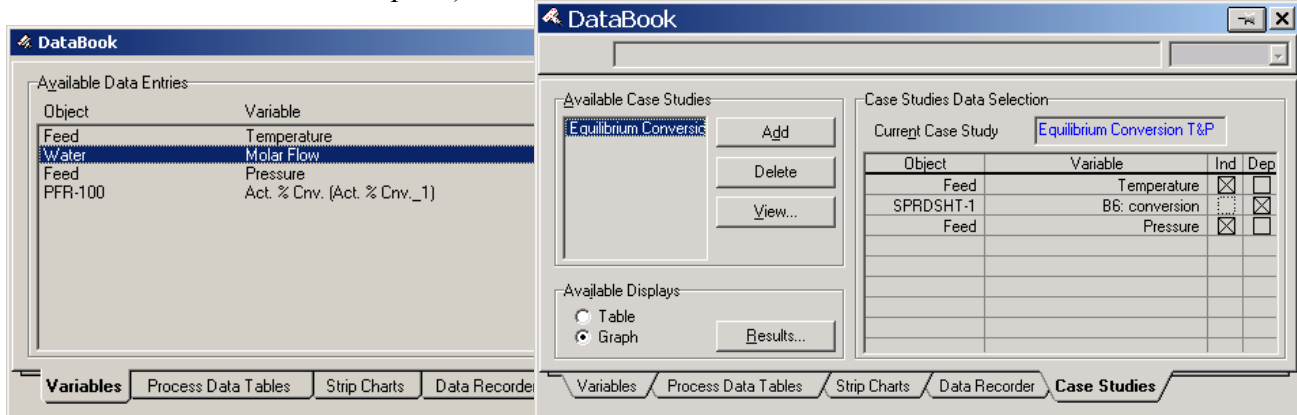 DataBook
Available Data Entries
Object Variable
Feed Temperature
Water Molar Flow
Feed Pressure
PFR-100 Act. % Cnv. (Act. % Cnv._1)
Variables Process Data Tables Strip Charts Data Recorder
DataBook
Available Case Studies
Equilibrium Conversic
Add
Delete
View...
Available Displays
Table
Graph
Results...
Case Studies Data Selection
Current Case Study Equilibrium Conversion T&P
Object Variable Ind Dep
Feed Temperature
SPRDSHT-1 B6: conversion
Feed Pressure
Variables Process Data Tables Strip Charts Data Recorder Case Studies